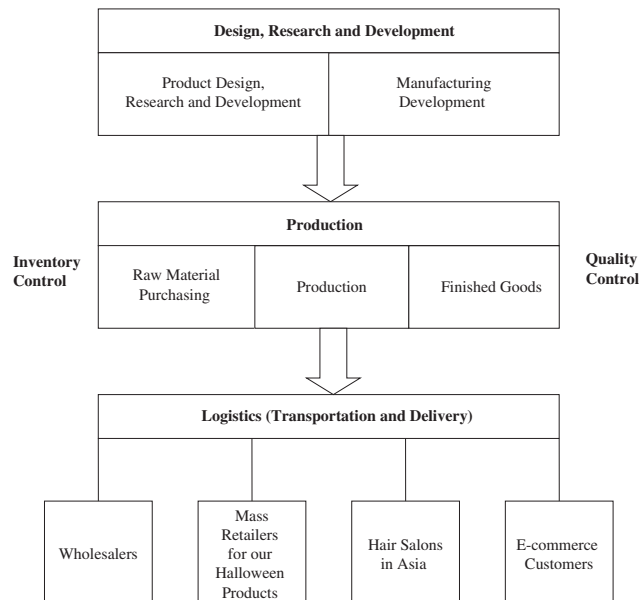 Design, Research and Development
Product Design,
Research and Development
Manufacturing
Development
Production
Inventory
Control
Raw Material
Purchasing
Production
Finished Goods
Quality
Control
Logistics (Transportation and Delivery)
Wholesalers
Mass
Retailers
for our
Halloween
Products
Hair Salons
in Asia
E-commerce
Customers